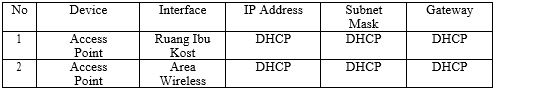 No Device Interface IP Address Subnet Mask Gateway
1 Access Point Ruang Ibu Kost DHCP DHCP DHCP
2 Access Point Area Wireless DHCP DHCP DHCP